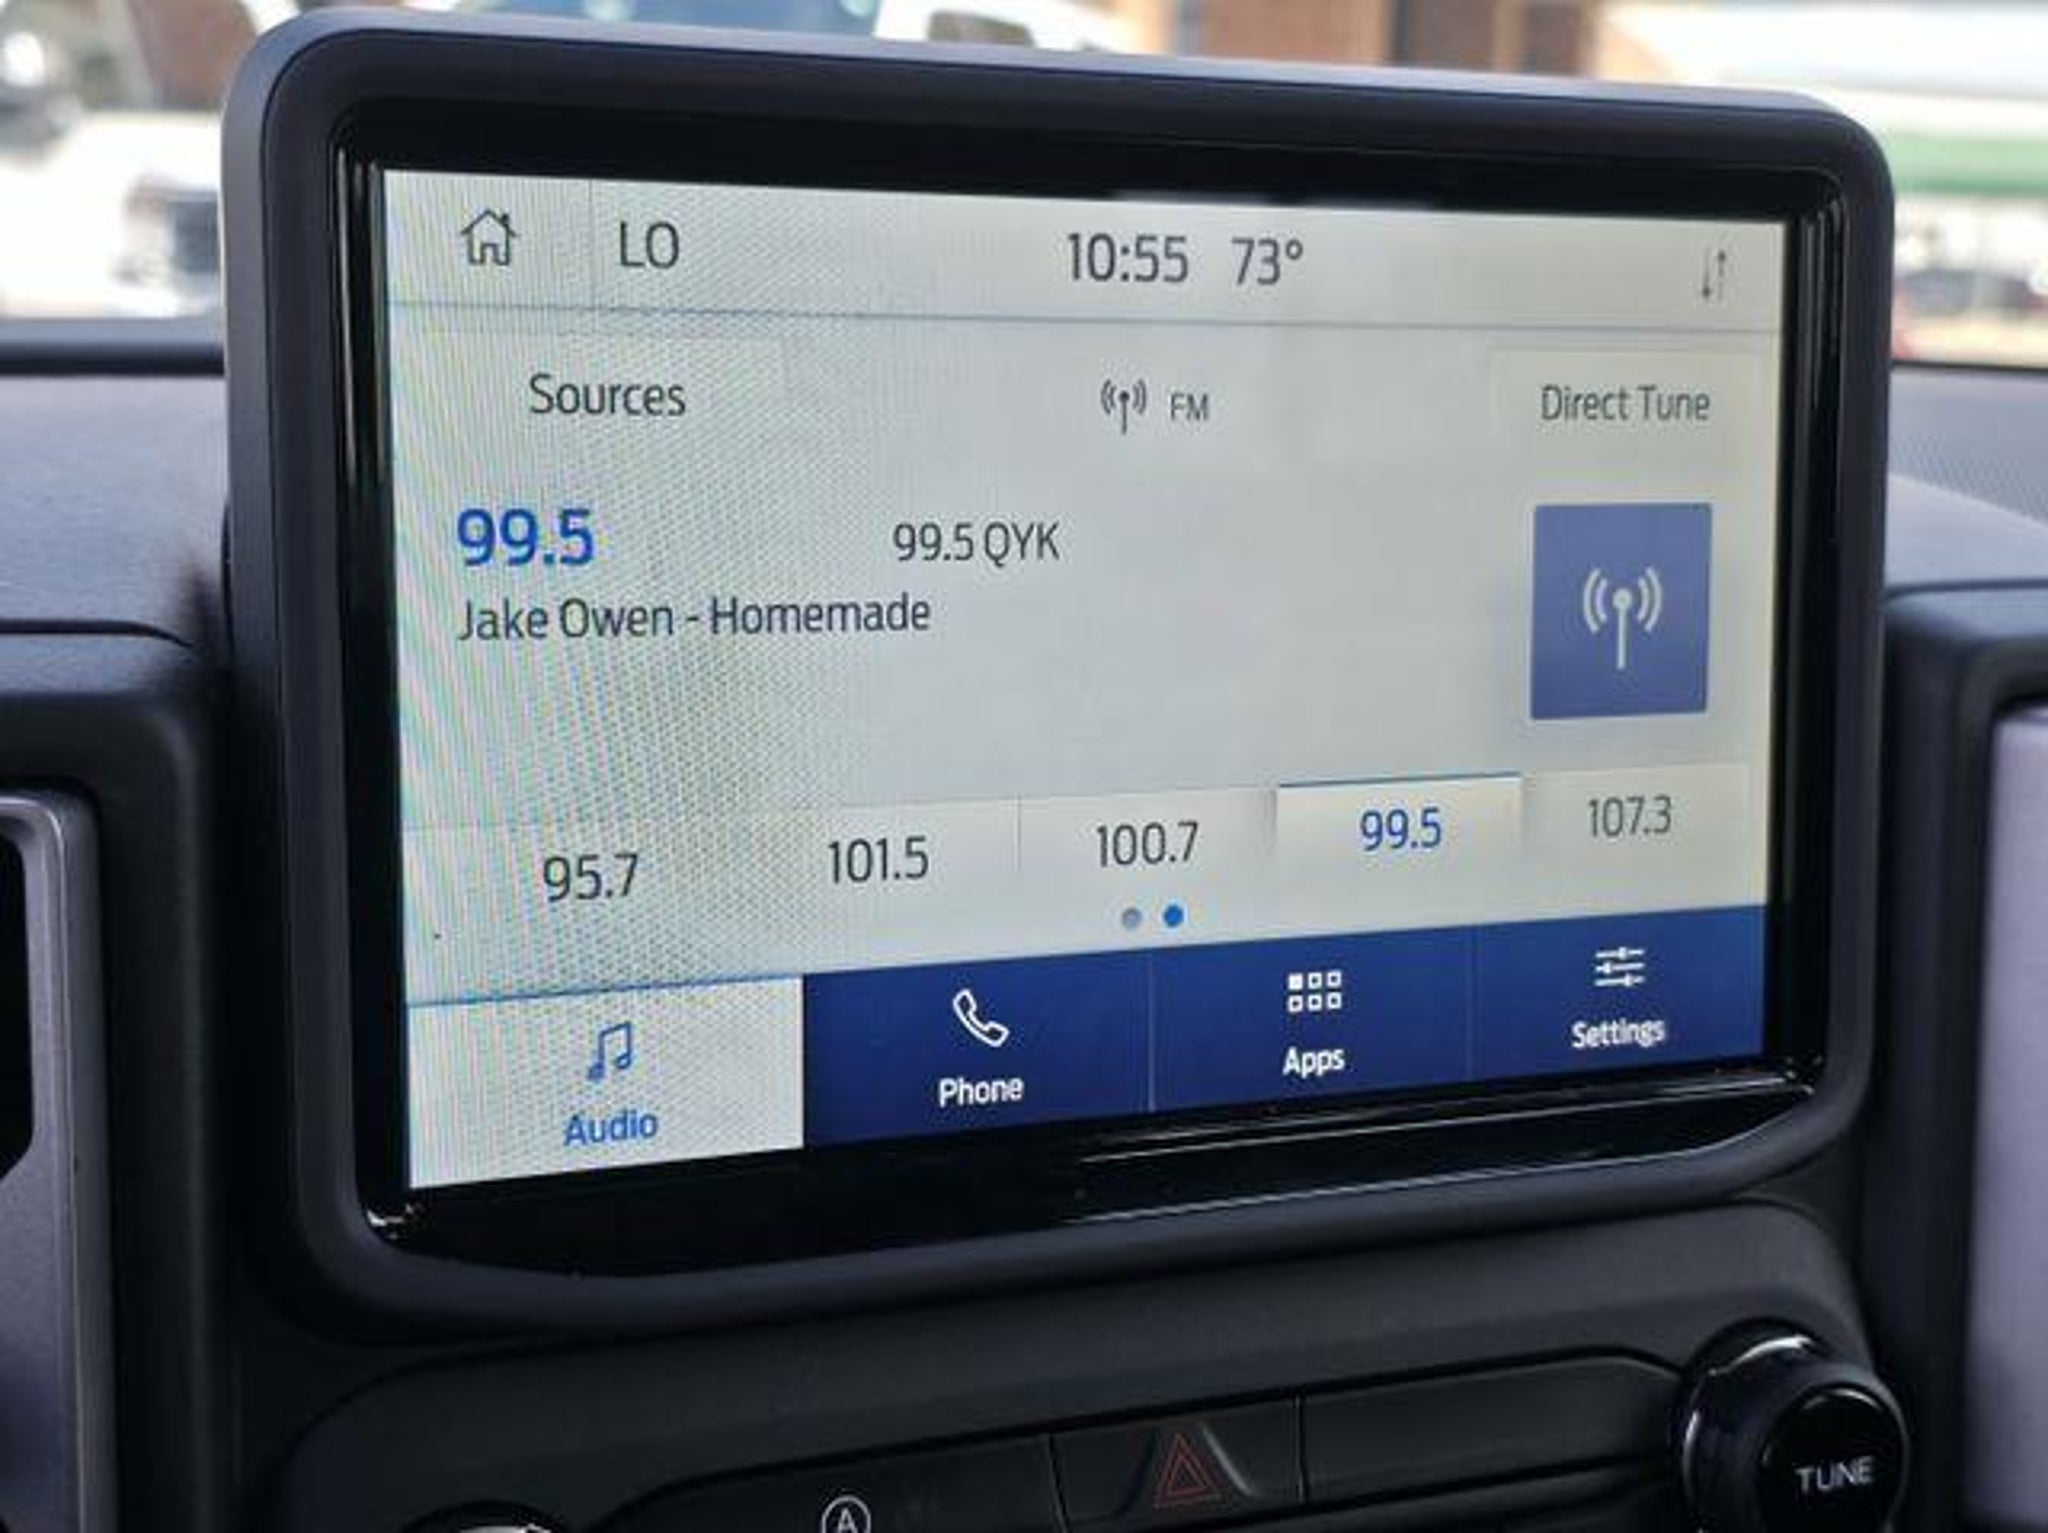 LO 10:55 73°
Sources FM Direct Tune
99.5 99.5 QYK
Jake Owen - Homemade
95.7 101.5 100.7 99.5 107.3
Audio Phone Apps Settings
TUNE
A